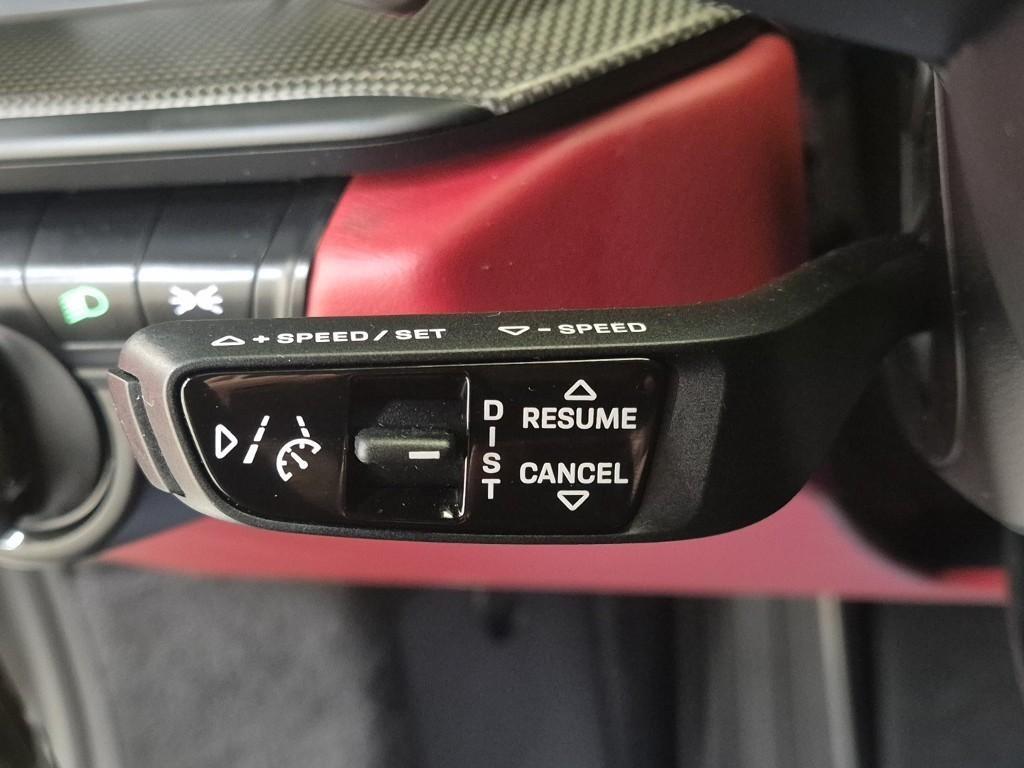 + SPEED / SET - SPEED
DIST
RESUME
CANCEL